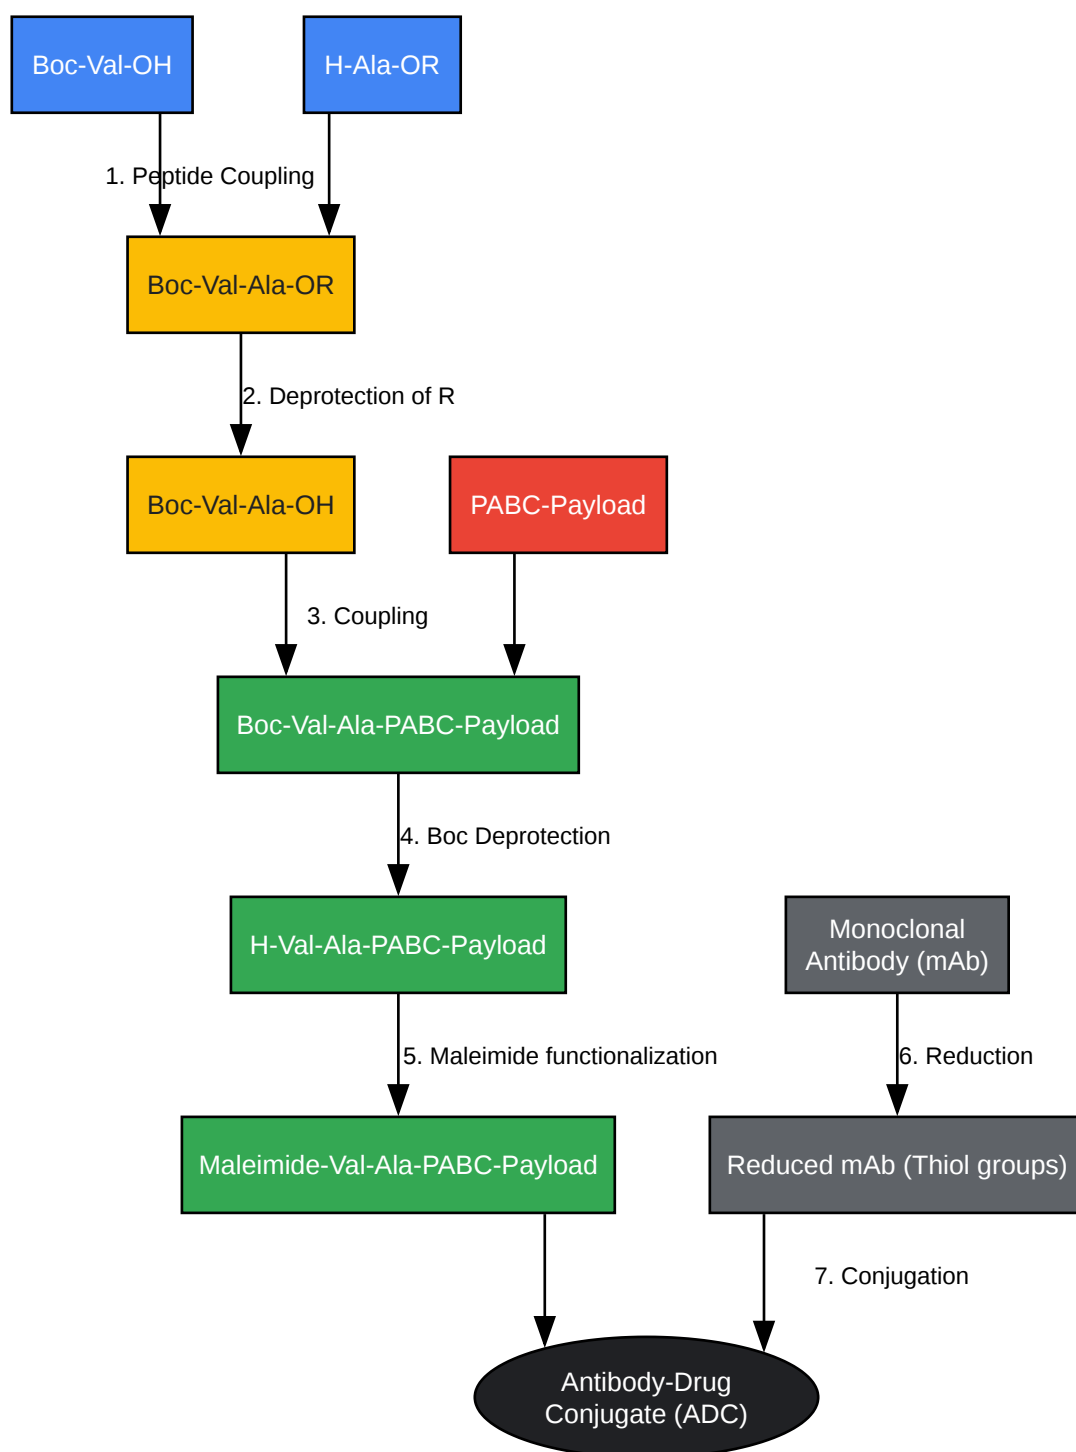 Boc-Val-OH
H-Ala-OR
1. Peptide Coupling
Boc-Val-Ala-OR
2. Deprotection of R
Boc-Val-Ala-OH
PABC-Payload
3. Coupling
Boc-Val-Ala-PABC-Payload
4. Boc Deprotection
H-Val-Ala-PABC-Payload
Monoclonal
Antibody (mAb)
5. Maleimide functionalization
6. Reduction
Maleimide-Val-Ala-PABC-Payload
Reduced mAb (Thiol groups)
7. Conjugation
Antibody-Drug
Conjugate (ADC)